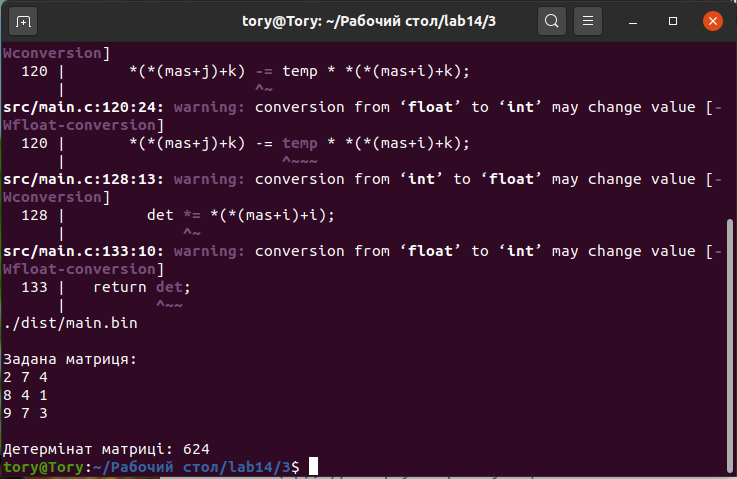 tory@Tory: ~/Рабочий стол/lab14/3
Wconversion]
120 |       *(*(mas+j)+k) -= temp * *(*(mas+i)+k);
|                     ^~
src/main.c:120:24: warning: conversion from ‘float’ to ‘int’ may change value [-
Wfloat-conversion]
120 |       *(*(mas+j)+k) -= temp * *(*(mas+i)+k);
|                        ^~~~
src/main.c:128:13: warning: conversion from ‘int’ to ‘float’ may change value [-
Wconversion]
128 |         det *= *(*(mas+i)+i);
|             ^~
src/main.c:133:10: warning: conversion from ‘float’ to ‘int’ may change value [-
Wfloat-conversion]
133 |   return det;
|          ^~~
./dist/main.bin
Задана матриця:
2 7 4
8 4 1
9 7 3
Детермінат матриці: 624
tory@Tory:~/Рабочий стол/lab14/3$